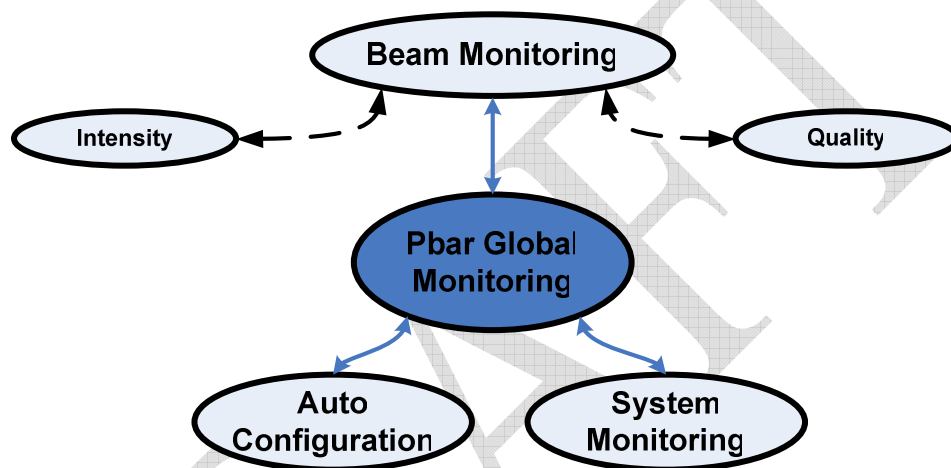 Beam Monitoring
Intensity
Quality
Pbar Global
Monitoring
Auto
Configuration
System
Monitoring